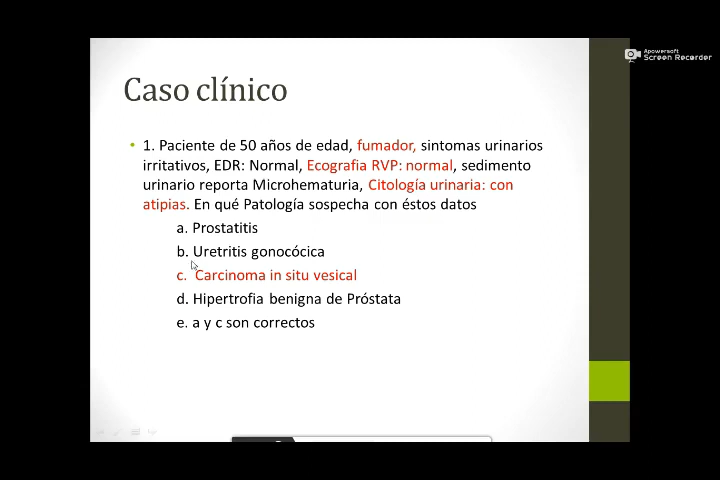 Apowersoft
Screen Recorder
Caso clínico
• 1. Paciente de 50 años de edad, fumador, sintomas urinarios
irritativos, EDR: Normal, Ecografia RVP: normal, sedimento
urinario reporta Microhematuria, Citología urinaria: con
atipias. En qué Patología sospecha con éstos datos
a. Prostatitis
b. Uretritis gonocócica
c. Carcinoma in situ vesical
d. Hipertrofia benigna de Próstata
e. a y c son correctos